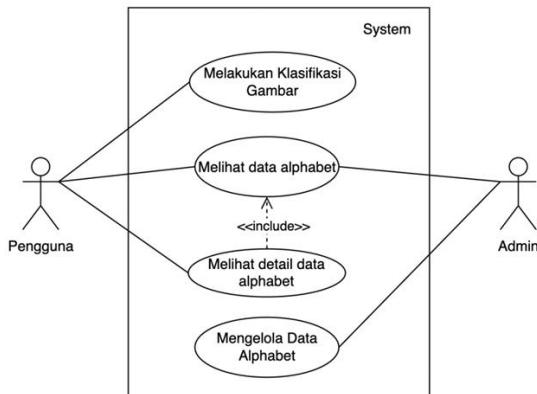 System
Melakukan Klasifikasi
Gambar
Melihat data alphabet
<<include>>
Pengguna
Admin
Melihat detail data
alphabet
Mengelola Data
Alphabet